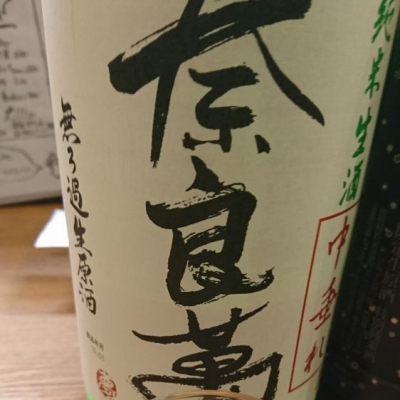 純米生酒
中垂れ
奈良萬
無ろ過生原酒